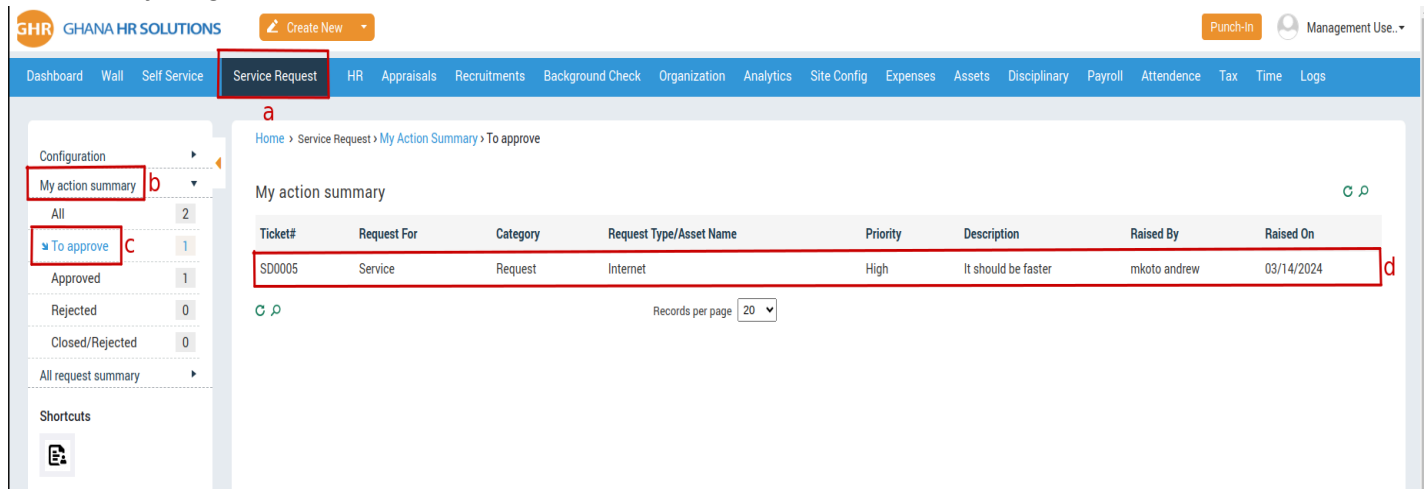 GHR GHANA HR SOLUTIONS Create New Punch-In Management Use..
Dashboard Wall Self Service Service Request HR Appraisals Recruitments Background Check Organization Analytics Site Config Expenses Assets Disciplinary Payroll Attendence Tax Time Logs
a
Home › Service Request › My Action Summary › To approve
Configuration
My action summary b
All 2
To approve c 1
Approved 1
Rejected 0
Closed/Rejected 0
All request summary
Shortcuts
My action summary
Ticket# Request For Category Request Type/Asset Name Priority Description Raised By Raised On
SD0005 Service Request Internet High It should be faster mkoto andrew 03/14/2024 d
Records per page 20